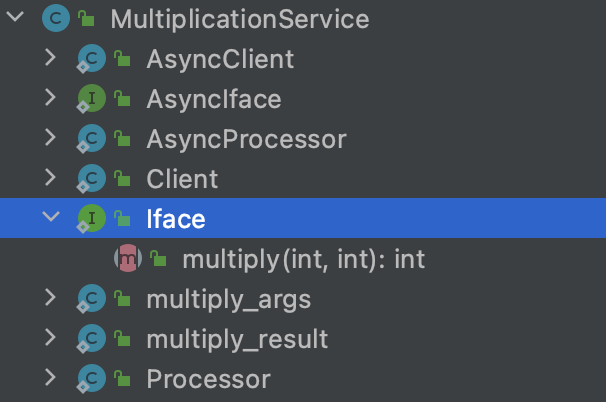 MultiplicationService
AsyncClient
AsyncIface
AsyncProcessor
Client
Iface
multiply(int, int): int
multiply_args
multiply_result
Processor